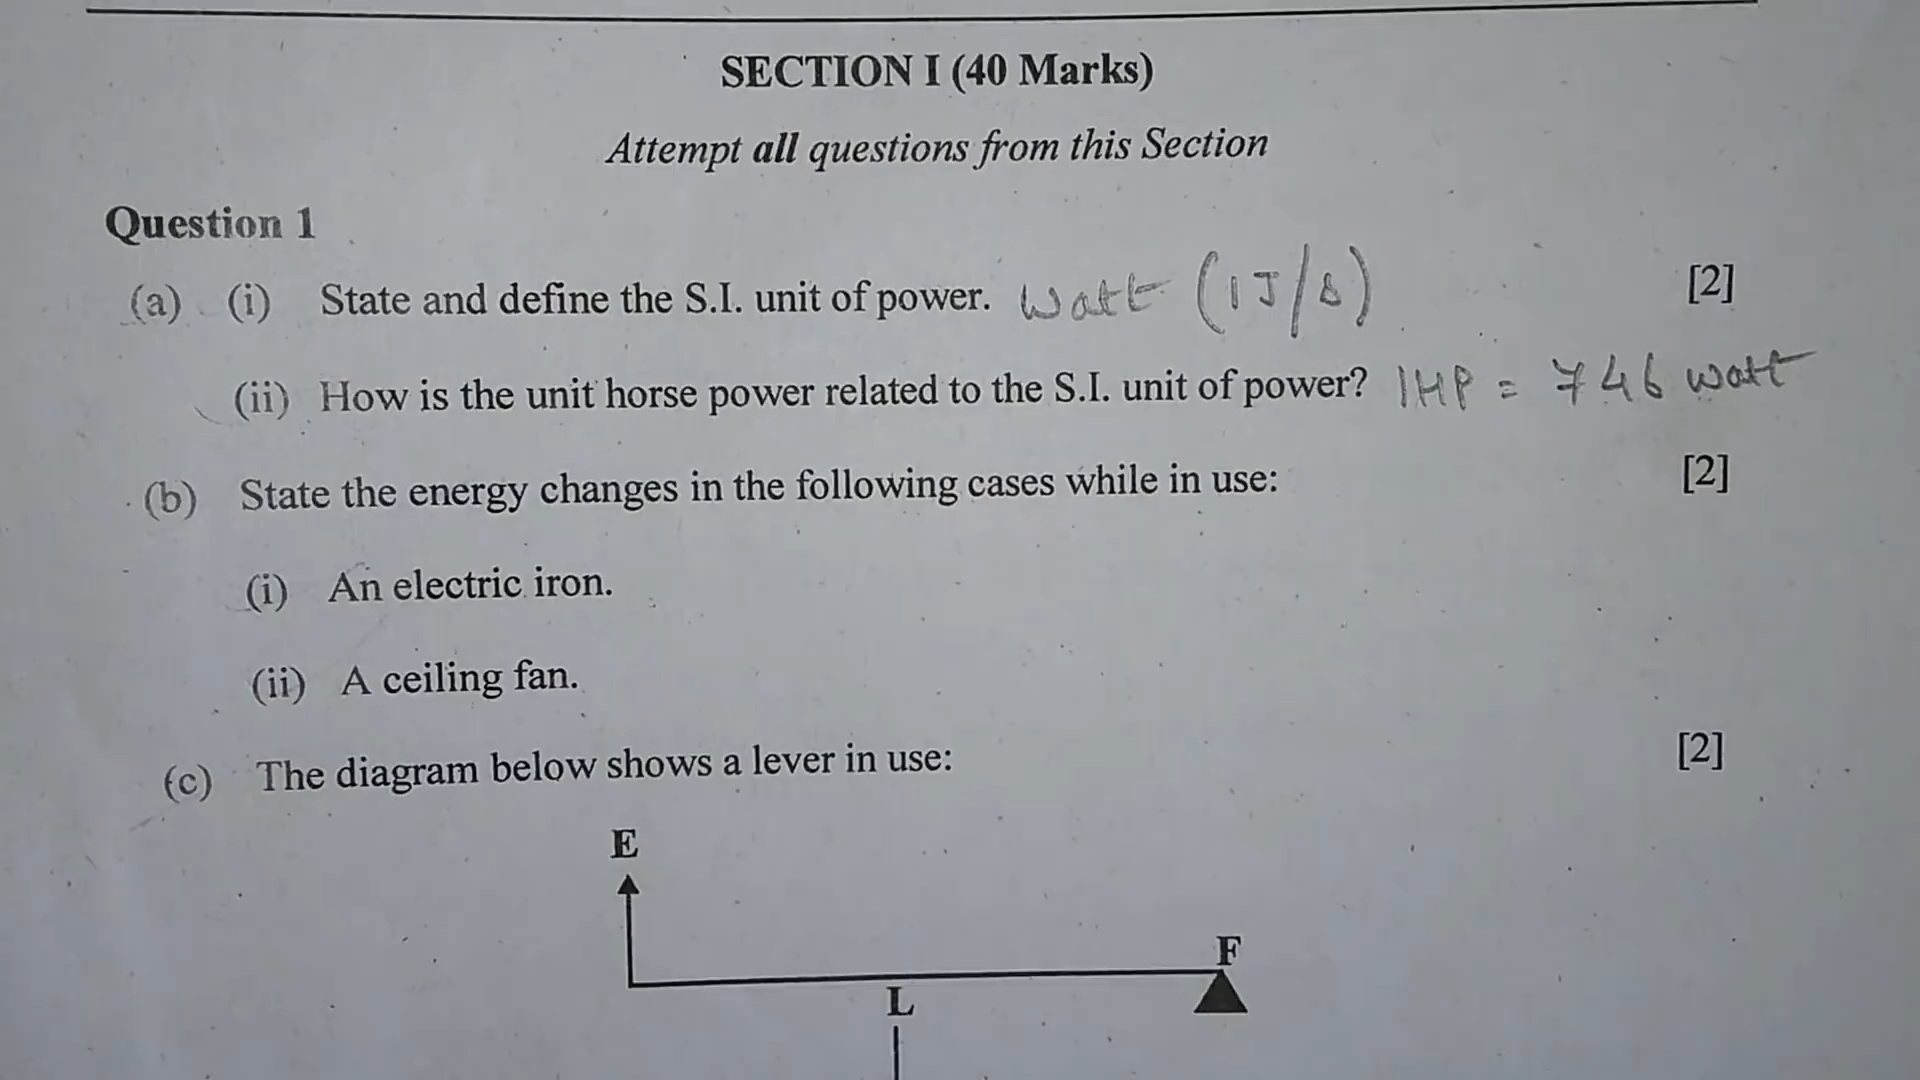 SECTION I (40 Marks)
Attempt all questions from this Section
Question 1
(a) (i) State and define the S.I. unit of power. Watt (1J/s) [2]
(ii) How is the unit horse power related to the S.I. unit of power? 1HP = 746 watt
(b) State the energy changes in the following cases while in use: [2]
(i) An electric iron.
(ii) A ceiling fan.
(c) The diagram below shows a lever in use: [2]
E
F
L